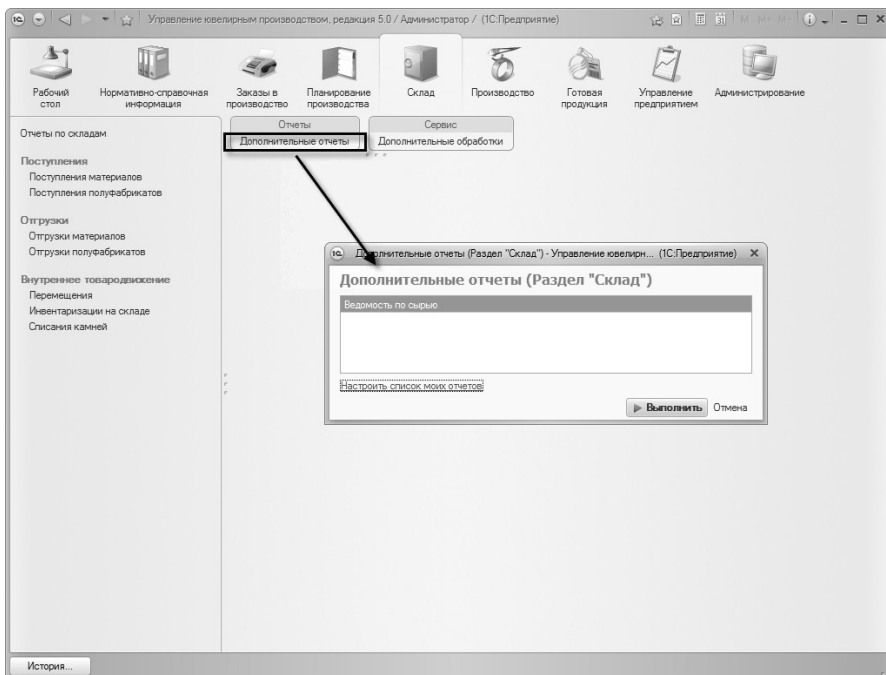 Управление ювелирным производством, редакция 5.0 / Администратор / (1С:Предприятие)
M M+ M-
Рабочий
стол
Нормативно-справочная
информация
Заказы в
производство
Планирование
производства
Склад
Производство
Готовая
продукция
Управление
предприятием
Администрирование
Отчеты по складам
Поступления
Поступления материалов
Поступления полуфабрикатов
Отгрузки
Отгрузки материалов
Отгрузки полуфабрикатов
Внутреннее товародвижение
Перемещения
Инвентаризации на складе
Списания камней
Отчеты
Дополнительные отчеты
Сервис
Дополнительные обработки
Дополнительные отчеты (Раздел "Склад") - Управление ювелирн... (1С:Предприятие)
Дополнительные отчеты (Раздел "Склад")
Ведомость по сырью
Настроить список моих отчетов
Выполнить Отмена
История...